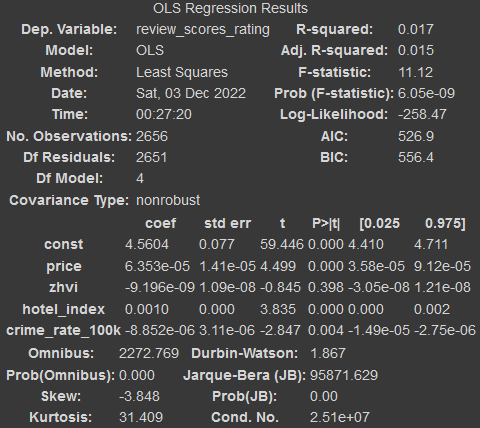 OLS Regression Results
Dep. Variable: review_scores_rating R-squared: 0.017
Model: OLS Adj. R-squared: 0.015
Method: Least Squares F-statistic: 11.12
Date: Sat, 03 Dec 2022 Prob (F-statistic): 6.05e-09
Time: 00:27:20 Log-Likelihood: -258.47
No. Observations: 2656 AIC: 526.9
Df Residuals: 2651 BIC: 556.4
Df Model: 4
Covariance Type: nonrobust
coef std err t P>|t| [0.025 0.975]
const 4.5604 0.077 59.446 0.000 4.410 4.711
price 6.353e-05 1.41e-05 4.499 0.000 3.58e-05 9.12e-05
zhvi -9.196e-09 1.09e-08 -0.845 0.398 -3.05e-08 1.21e-08
hotel_index 0.0010 0.000 3.835 0.000 0.000 0.002
crime_rate_100k -8.852e-06 3.11e-06 -2.847 0.004 -1.49e-05 -2.75e-06
Omnibus: 2272.769 Durbin-Watson: 1.867
Prob(Omnibus): 0.000 Jarque-Bera (JB): 95871.629
Skew: -3.848 Prob(JB): 0.00
Kurtosis: 31.409 Cond. No. 2.51e+07